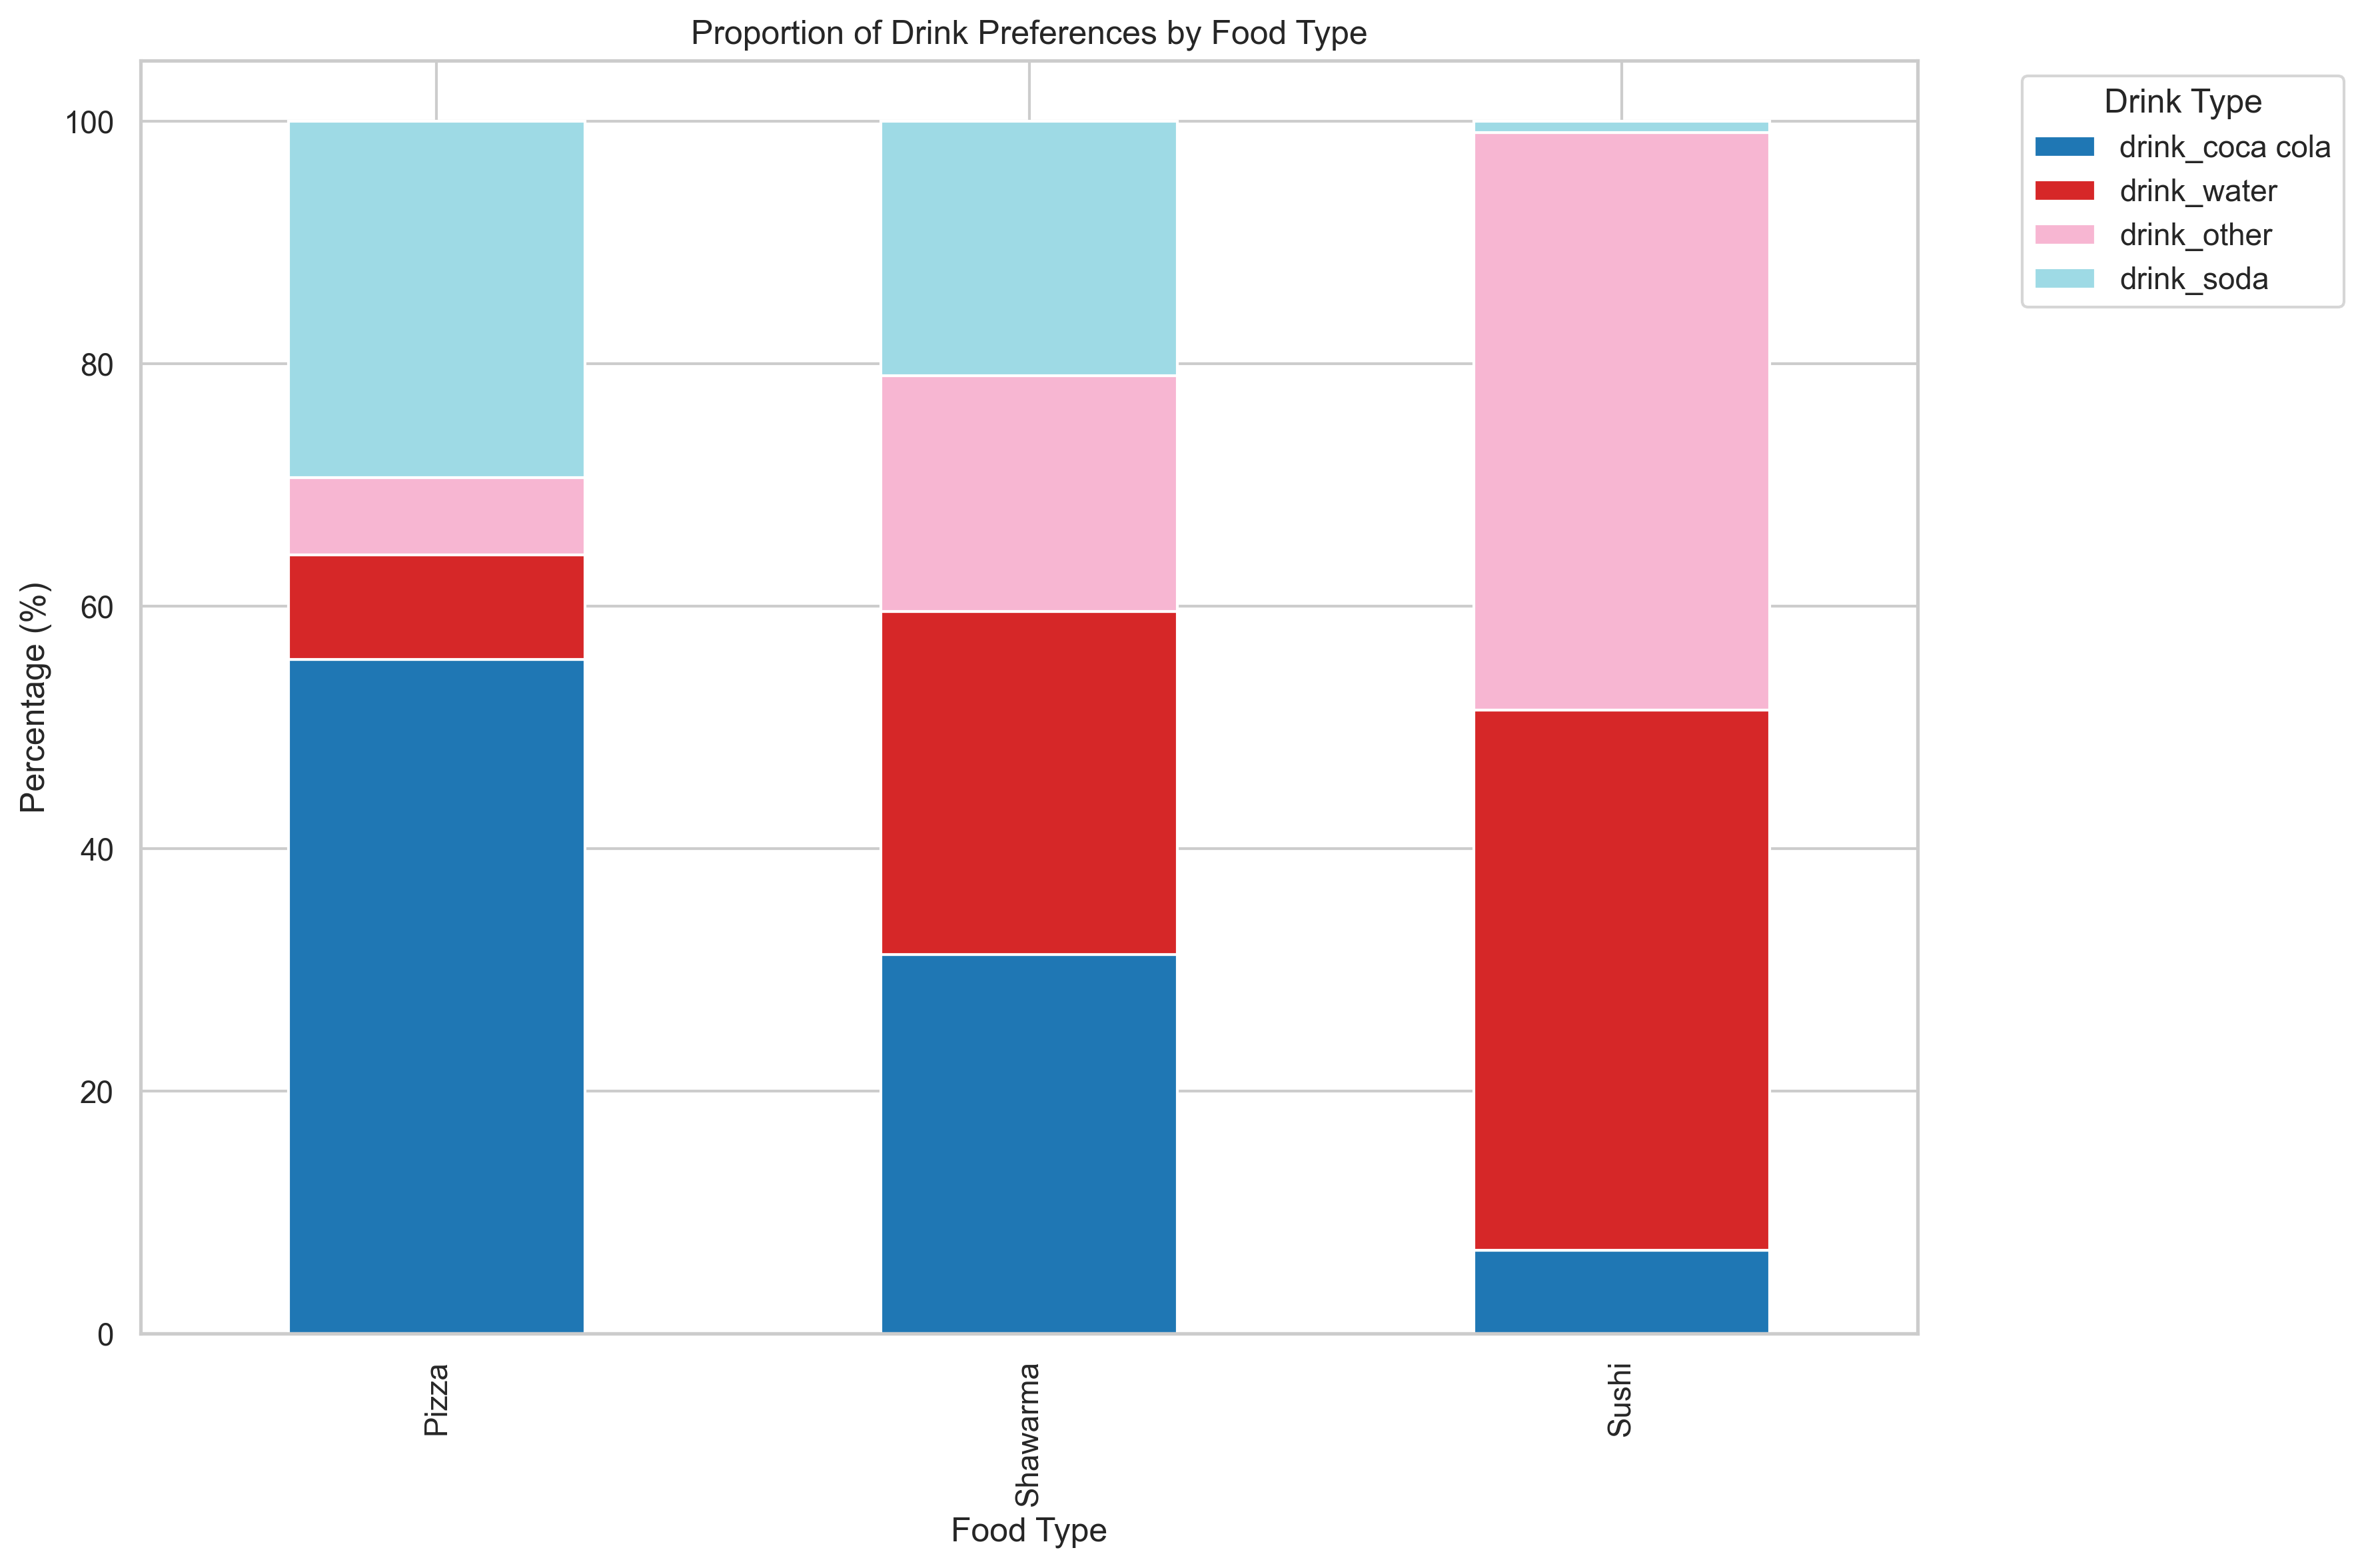 Proportion of Drink Preferences by Food Type
Percentage (%)
100
80
60
40
20
0
Pizza
Shawarma
Sushi
Food Type
Drink Type
drink_coca cola
drink_water
drink_other
drink_soda